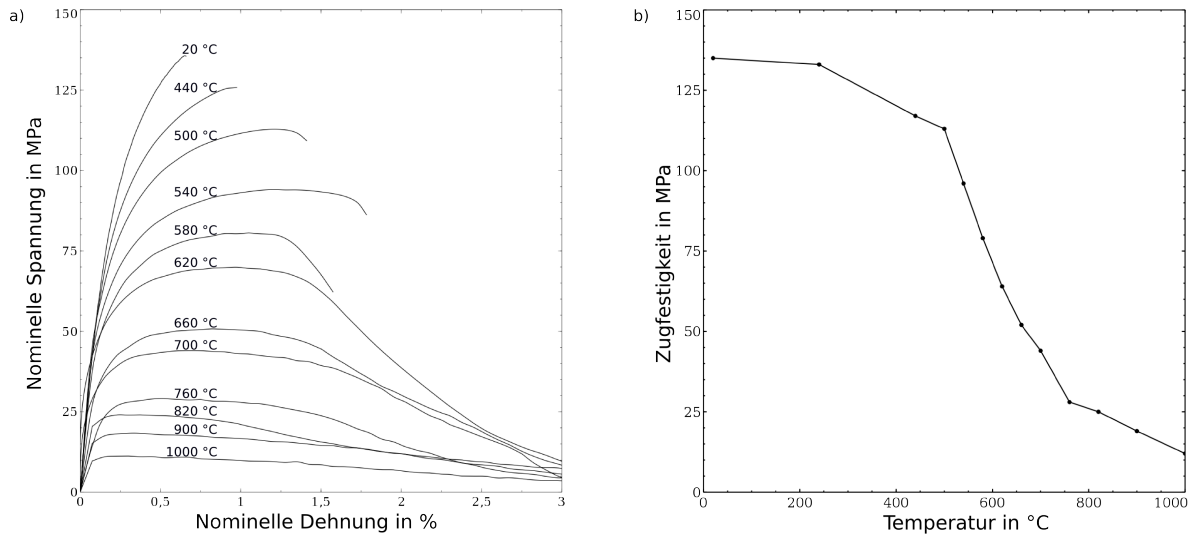 a)
150
125
100
75
50
25
0
Nominelle Spannung in MPa
20 °C
440 °C
500 °C
540 °C
580 °C
620 °C
660 °C
700 °C
760 °C
820 °C
900 °C
1000 °C
0 0,5 1 1,5 2 2,5 3
Nominelle Dehnung in %
b)
150
125
100
75
50
25
0
Zugfestigkeit in MPa
0 200 400 600 800 1000
Temperatur in °C